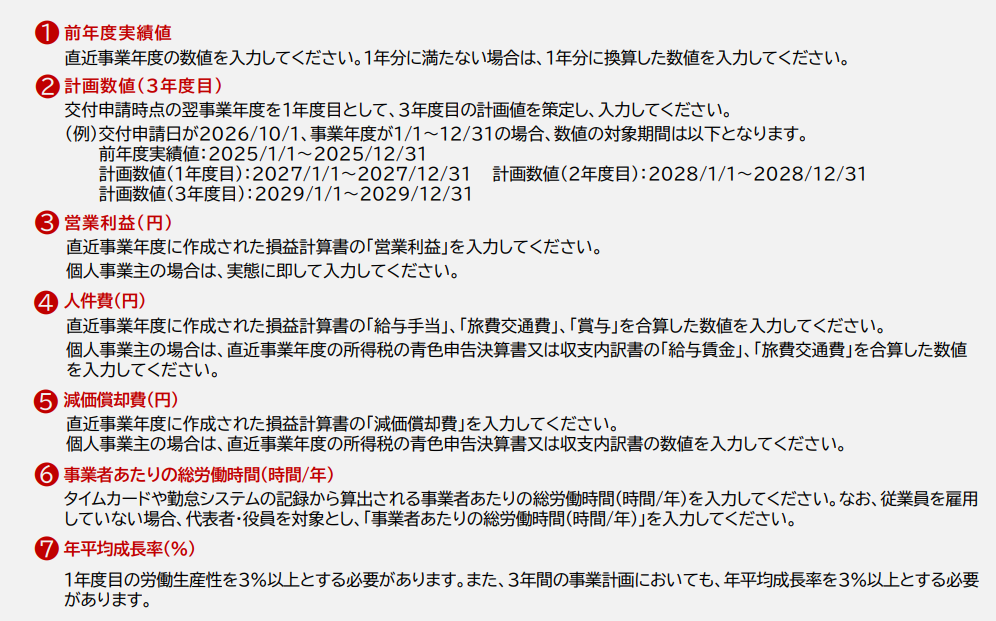 ❶ 前年度実績値
直近事業年度の数値を入力してください。1年分に満たない場合は、1年分に換算した数値を入力してください。
❷ 計画数値(3年度目)
交付申請時点の翌事業年度を1年度目として、3年度目の計画値を策定し、入力してください。
(例)交付申請日が2026/10/1、事業年度が1/1~12/31の場合、数値の対象期間は以下となります。
前年度実績値:2025/1/1~2025/12/31
計画数値(1年度目):2027/1/1~2027/12/31 計画数値(2年度目):2028/1/1~2028/12/31
計画数値(3年度目):2029/1/1~2029/12/31
❸ 営業利益(円)
直近事業年度に作成された損益計算書の「営業利益」を入力してください。
個人事業主の場合は、実態に即して入力してください。
❹ 人件費(円)
直近事業年度に作成された損益計算書の「給与手当」、「旅費交通費」、「賞与」を合算した数値を入力してください。
個人事業主の場合は、直近事業年度の所得税の青色申告決算書又は収支内訳書の「給与賃金」、「旅費交通費」を合算した数値
を入力してください。
❺ 減価償却費(円)
直近事業年度に作成された損益計算書の「減価償却費」を入力してください。
個人事業主の場合は、直近事業年度の所得税の青色申告決算書又は収支内訳書の数値を入力してください。
❻ 事業者あたりの総労働時間(時間/年)
タイムカードや勤怠システムの記録から算出される事業者あたりの総労働時間(時間/年)を入力してください。なお、従業員を雇用
していない場合、代表者・役員を対象とし、「事業者あたりの総労働時間(時間/年)」を入力してください。
❼ 年平均成長率(%)
1年度目の労働生産性を3%以上とする必要があります。また、3年間の事業計画においても、年平均成長率を3%以上とする必要
があります。